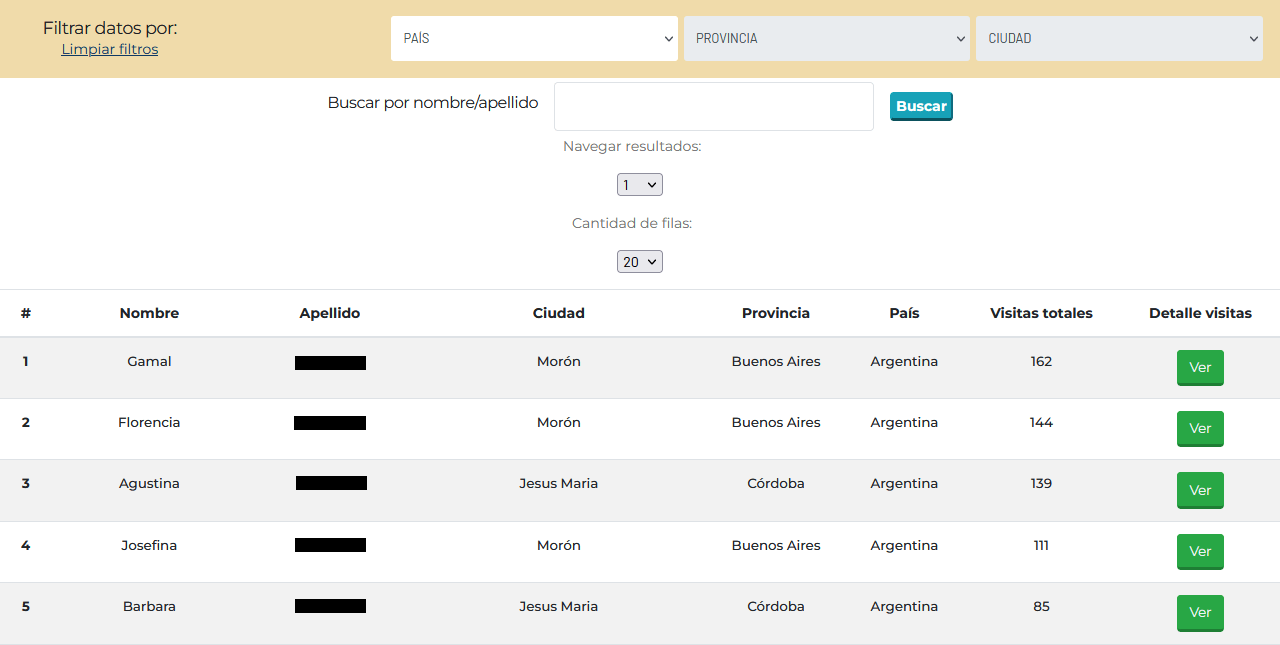 Filtrar datos por:
Limpiar filtros
PAÍS
PROVINCIA
CIUDAD
Buscar por nombre/apellido
Buscar
Navegar resultados:
1
Cantidad de filas:
20
# Nombre Apellido Ciudad Provincia País Visitas totales Detalle visitas
1 Gamal Morón Buenos Aires Argentina 162 Ver
2 Florencia Morón Buenos Aires Argentina 144 Ver
3 Agustina Jesus Maria Córdoba Argentina 139 Ver
4 Josefina Morón Buenos Aires Argentina 111 Ver
5 Barbara Jesus Maria Córdoba Argentina 85 Ver